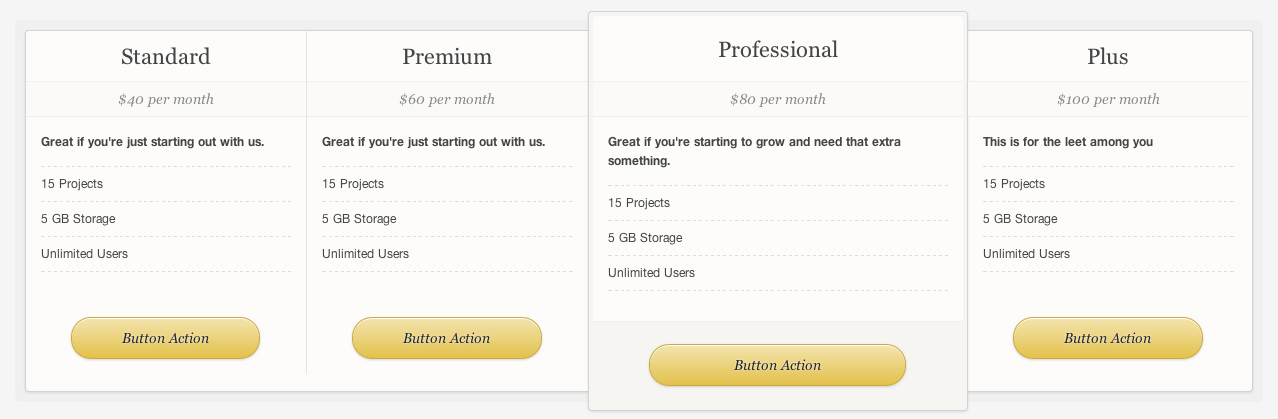 Standard
$40 per month
Great if you're just starting out with us.
15 Projects
5 GB Storage
Unlimited Users
Button Action
Premium
$60 per month
Great if you're just starting out with us.
15 Projects
5 GB Storage
Unlimited Users
Button Action
Professional
$80 per month
Great if you're starting to grow and need that extra
something.
15 Projects
5 GB Storage
Unlimited Users
Button Action
Plus
$100 per month
This is for the leet among you
15 Projects
5 GB Storage
Unlimited Users
Button Action